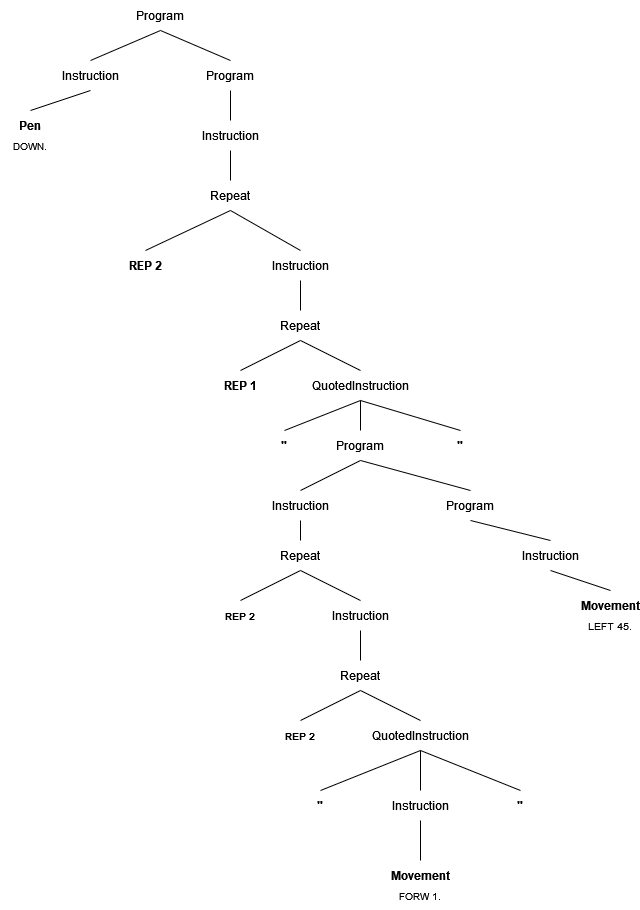 Program
Instruction Program
Pen
DOWN.
Instruction
Repeat
REP 2 Instruction
Repeat
REP 1 QuotedInstruction
" Program "
Instruction Program
Repeat Instruction
REP 2 Instruction Movement
LEFT 45.
Repeat
REP 2 QuotedInstruction
" Instruction "
Movement
FORW 1.